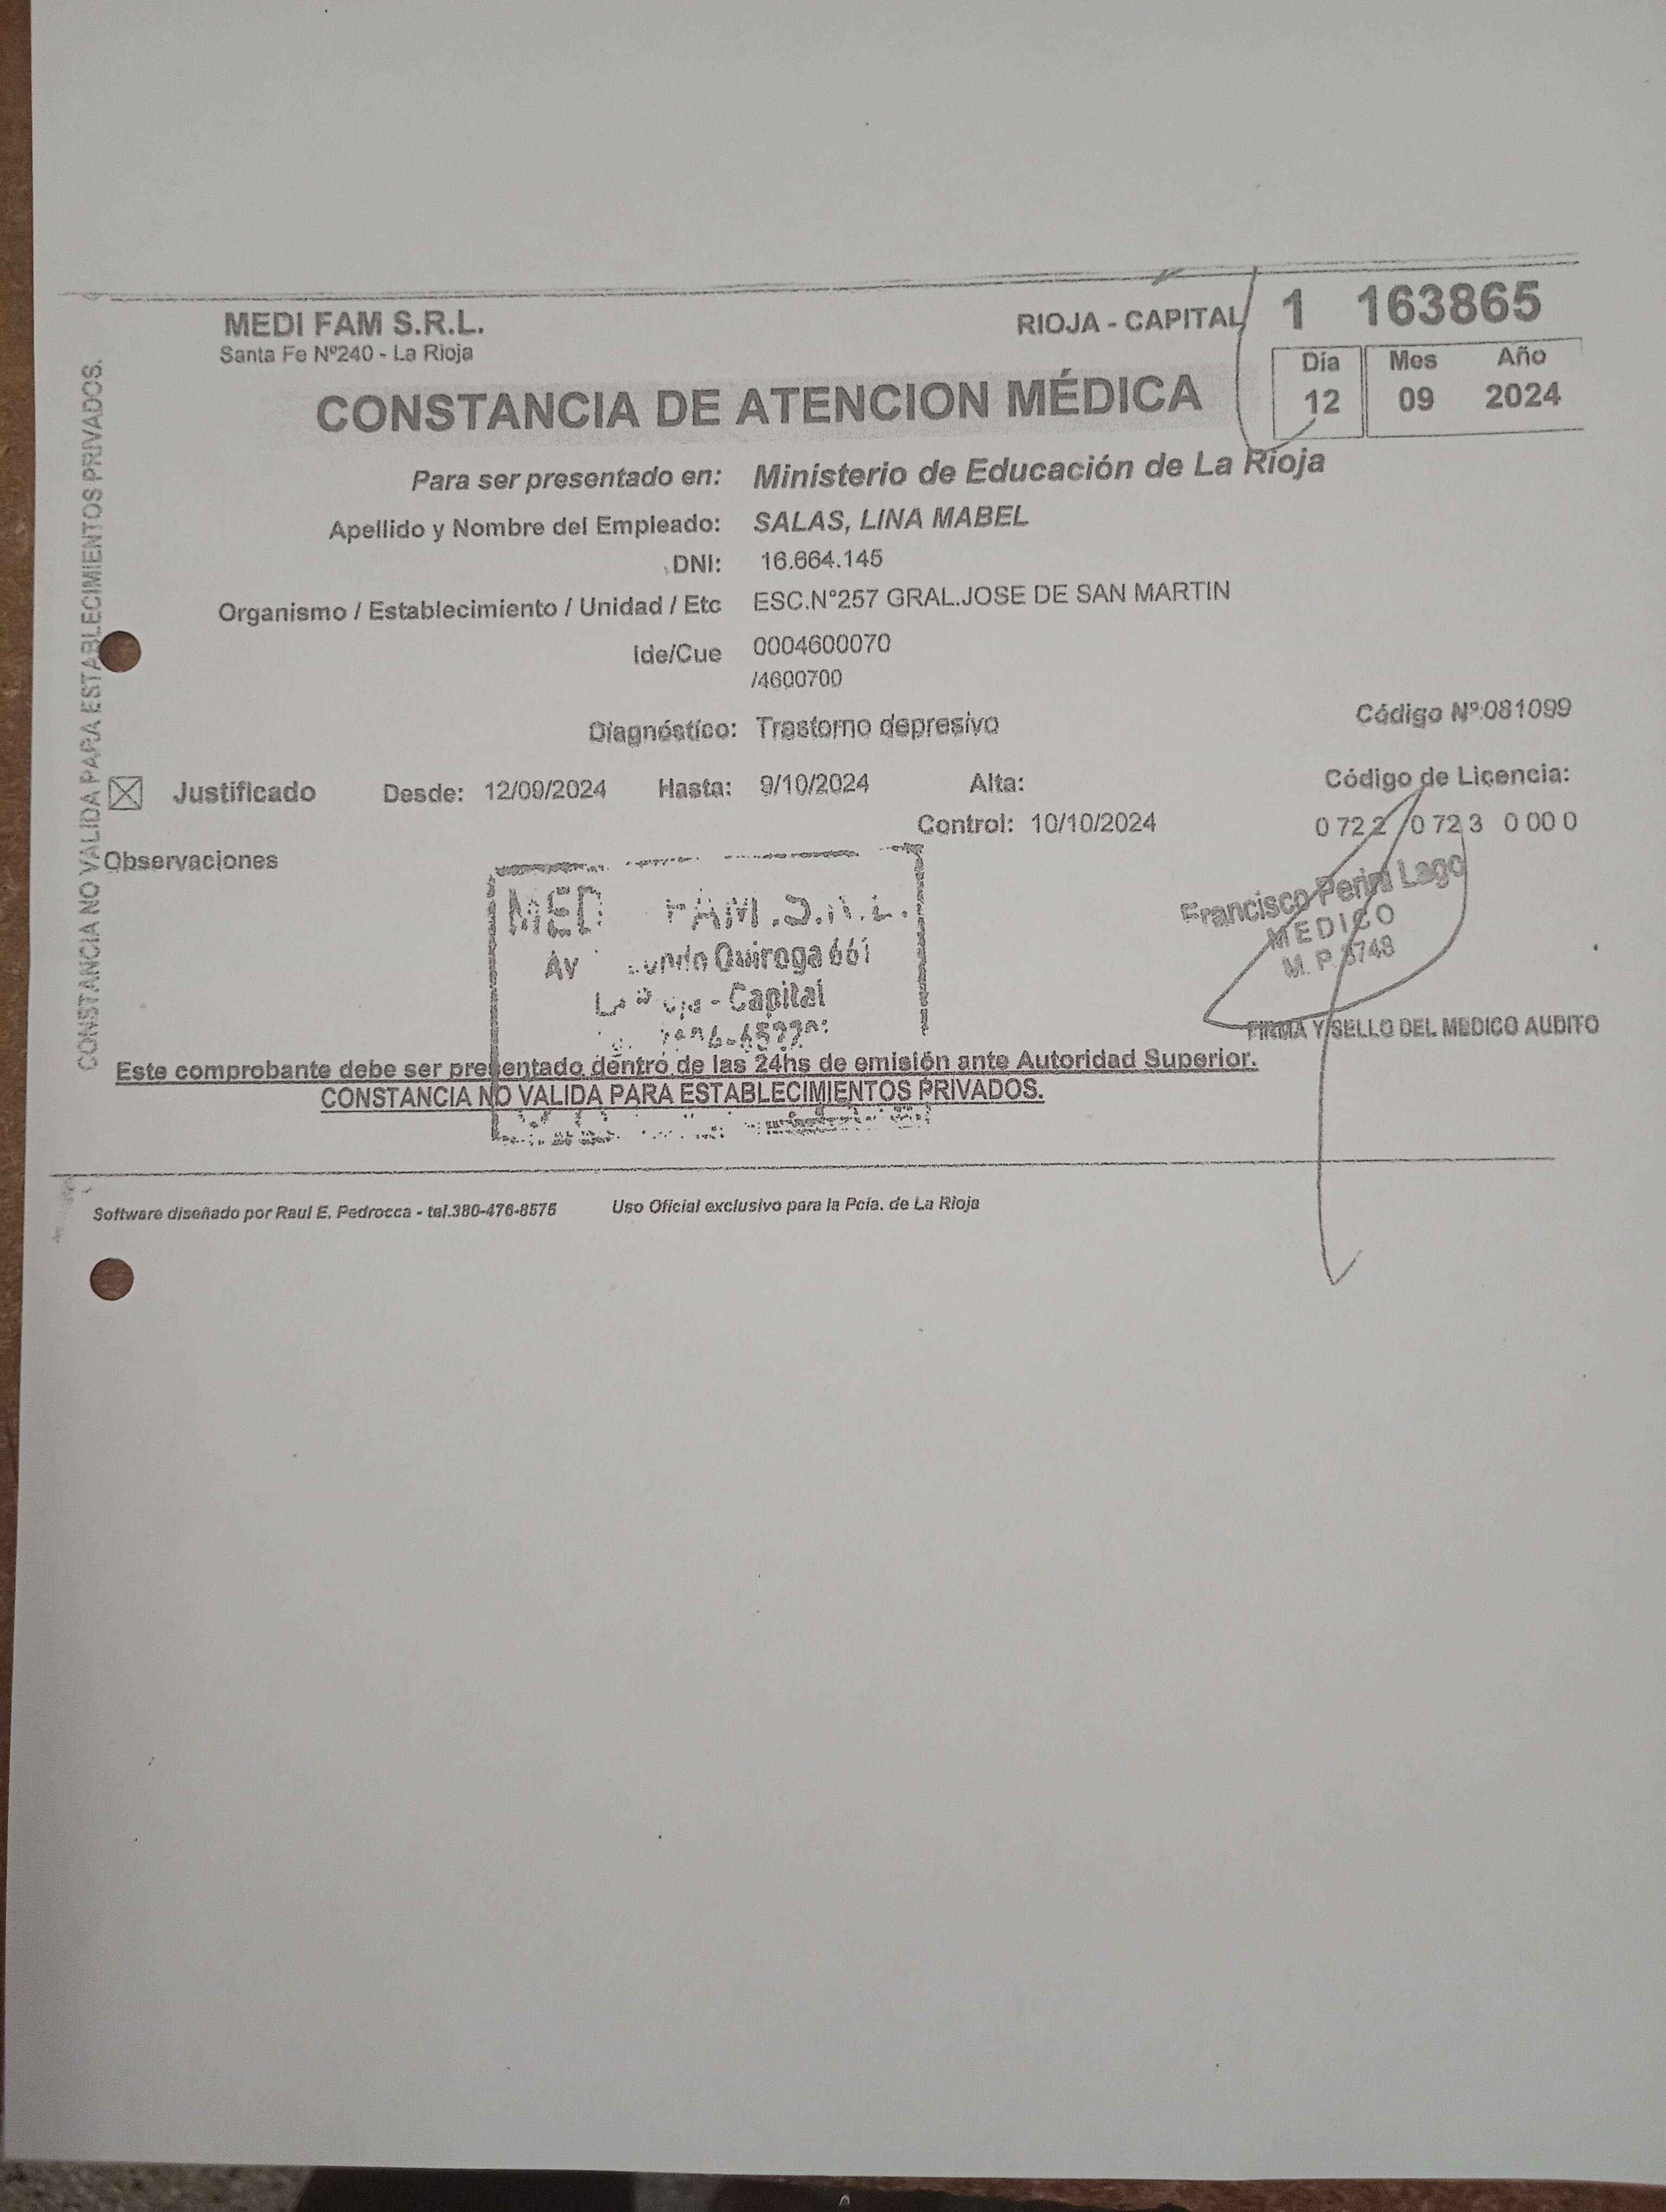 MEDI FAM S.R.L.
Santa Fe Nº240 - La Rioja
RIOJA - CAPITAL
1 163865
Día Mes Año
12 09 2024
CONSTANCIA DE ATENCION MÉDICA
Para ser presentado en: Ministerio de Educación de La Rioja
Apellido y Nombre del Empleado: SALAS, LINA MABEL
DNI: 16.664.145
Organismo / Establecimiento / Unidad / Etc ESC.N°257 GRAL.JOSE DE SAN MARTIN
Ide/Cue 0004600070
/4600700
Diagnóstico: Trastorno depresivo
Código Nº:081099
Justificado Desde: 12/09/2024 Hasta: 9/10/2024 Alta:
Código de Licencia:
Control: 10/10/2024
0 72 2 0 72 3 0 00 0
Observaciones
MED FAM.S.R.L.
Av Quiroga 661
- Capital
Francisco Perini Lago
MEDICO
M. P. 3748
FIRMA Y SELLO DEL MEDICO AUDITO
Este comprobante debe ser presentado dentro de las 24hs de emisión ante Autoridad Superior.
CONSTANCIA NO VALIDA PARA ESTABLECIMIENTOS PRIVADOS.
Software diseñado por Raul E. Pedrocca - tel.380-476-8575 Uso Oficial exclusivo para la Pcía. de La Rioja
CONSTANCIA NO VALIDA PARA ESTABLECIMIENTOS PRIVADOS.